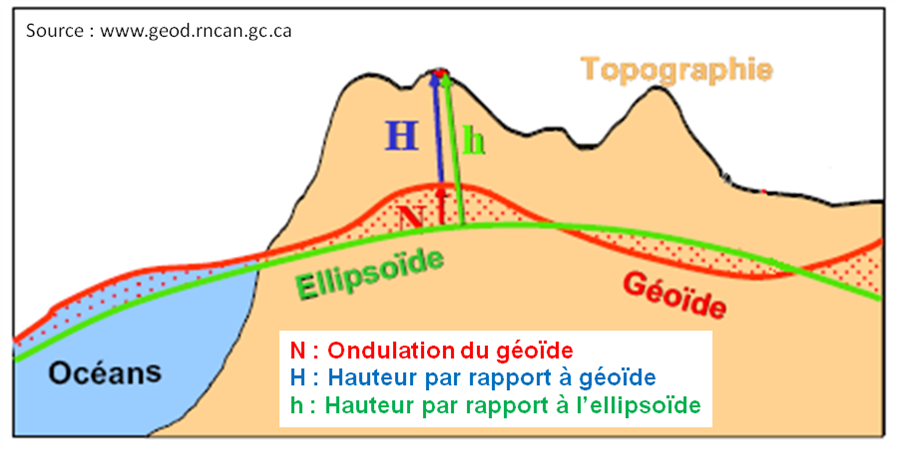 Source : www.geod.rncan.gc.ca
Topographie
H
h
N
Ellipsoïde
Géoïde
Océans
N : Ondulation du géoïde
H : Hauteur par rapport à géoïde
h : Hauteur par rapport à l'ellipsoïde